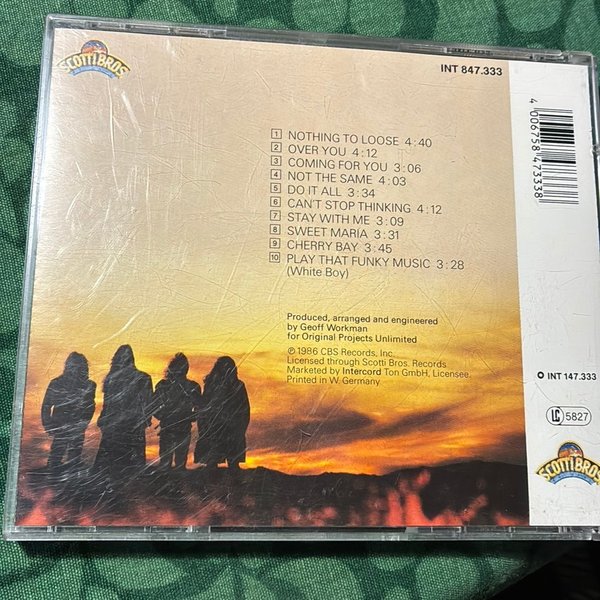 SCOTTI BROS.
INT 847.333
1 NOTHING TO LOOSE 4:40
2 OVER YOU 4:12
3 COMING FOR YOU 3:06
4 NOT THE SAME 4:03
5 DO IT ALL 3:34
6 CAN'T STOP THINKING 4:12
7 STAY WITH ME 3:09
8 SWEET MARIA 3:31
9 CHERRY BAY 3:45
10 PLAY THAT FUNKY MUSIC 3:28
(White Boy)
Produced, arranged and engineered
by Geoff Workman
for Original Projects Unlimited
℗ 1986 CBS Records, Inc.
Licensed through Scotti Bros. Records.
Marketed by Intercord Ton GmbH, Licensee.
Printed in W. Germany
4 006758 473338
INT 147.333
LC 5827
SCOTTI BROS